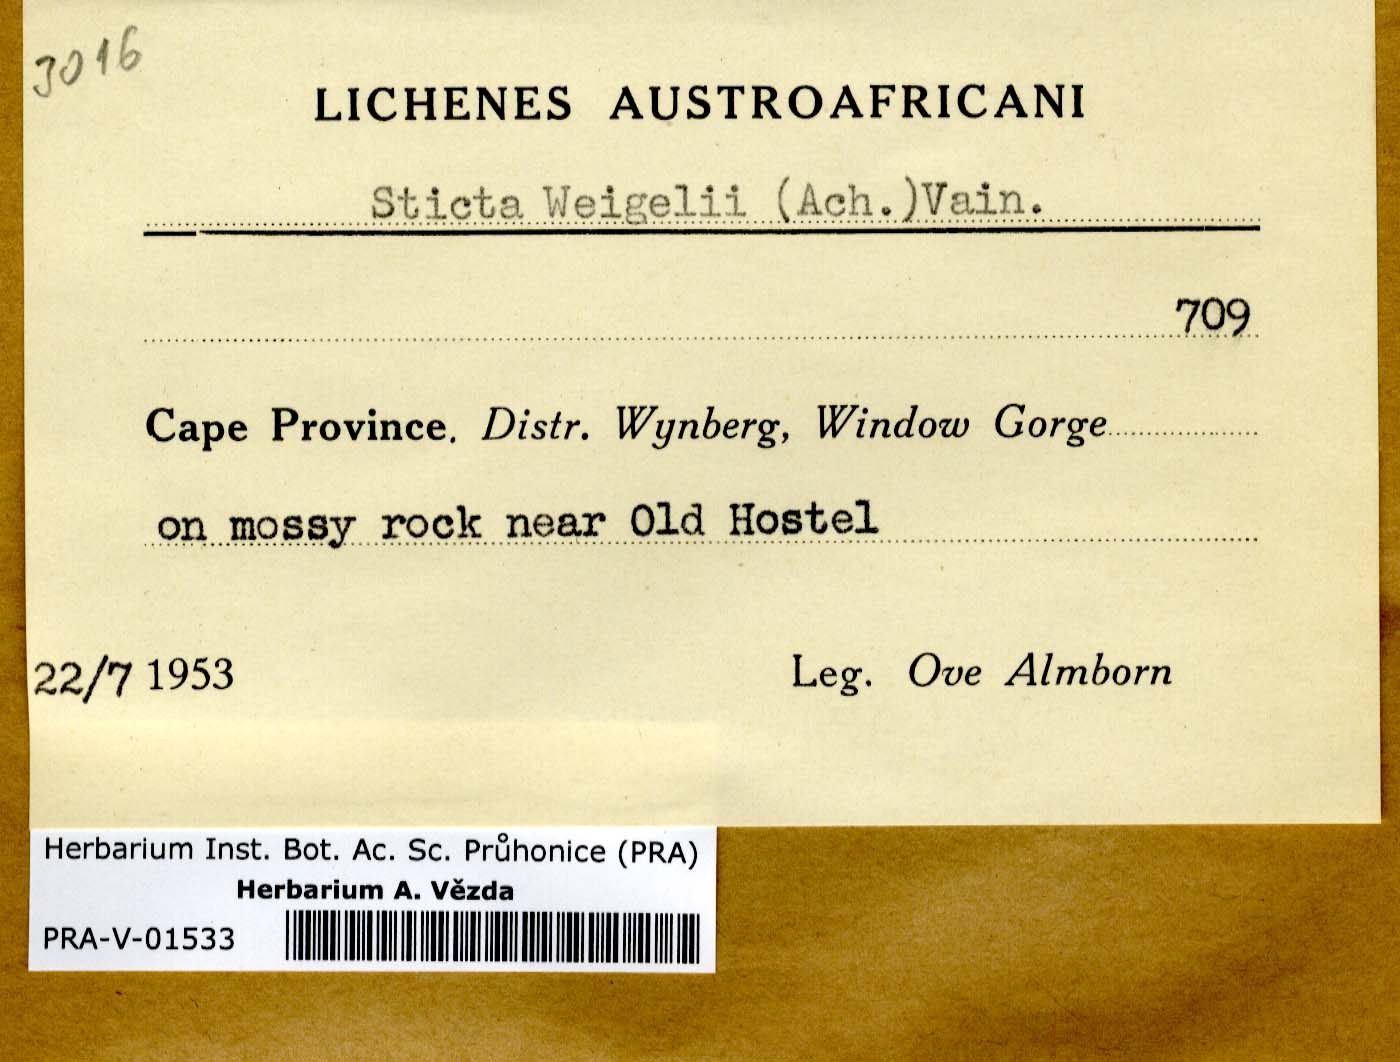 3016
LICHENES AUSTROAFRICANI
Sticta Weigelii (Ach.)Vain.
709
Cape Province. Distr. Wynberg, Window Gorge
on mossy rock near Old Hostel
22/7 1953 Leg. Ove Almborn
Herbarium Inst. Bot. Ac. Sc. Průhonice (PRA)
Herbarium A. Vězda
PRA-V-01533